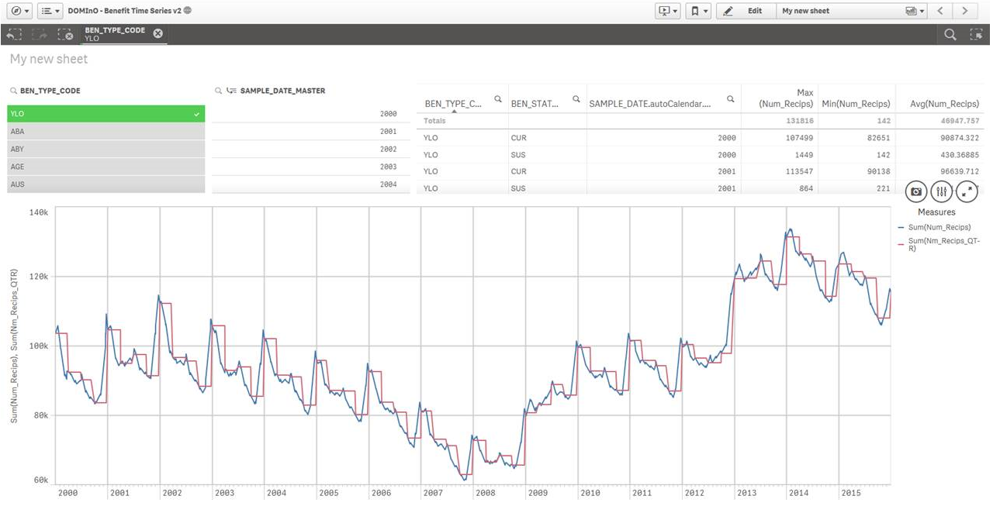 DOMInO - Benefit Time Series v2
Edit
My new sheet
BEN_TYPE_CODE
YLO
My new sheet
BEN_TYPE_CODE
YLO
ABA
ABY
AGE
AUS
SAMPLE_DATE_MASTER
2000
2001
2002
2003
2004
BEN_TYPE_C... BEN_STAT... SAMPLE_DATE.autoCalendar.... Max (Num_Recips) Min(Num_Recips) Avg(Num_Recips)
Totals 131816 142 46947.757
YLO CUR 2000 107499 82651 90874.322
YLO SUS 2000 1449 142 430.36885
YLO CUR 2001 113547 90138 96639.712
YLO SUS 2001 864 221
Sum(Num_Recips), Sum(Nm_Recips_QTR)
140k
120k
100k
80k
60k
2000 2001 2002 2003 2004 2005 2006 2007 2008 2009 2010 2011 2012 2013 2014 2015
Measures
Sum(Num_Recips)
Sum(Nm_Recips_QT-
R)